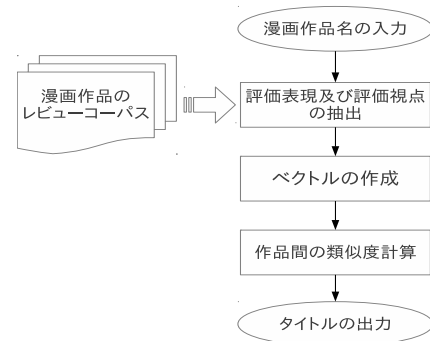 漫画作品名の入力
漫画作品の
レビューコーパス
評価表現及び評価視点
の抽出
ベクトルの作成
作品間の類似度計算
タイトルの出力